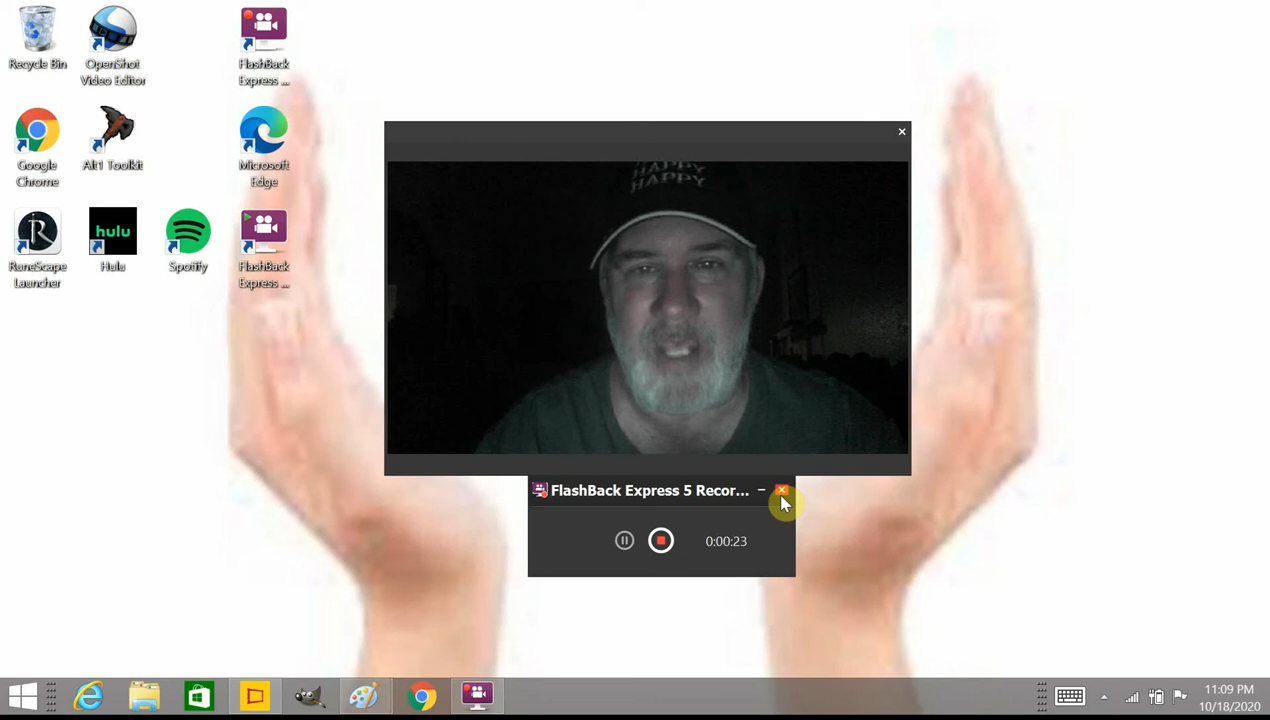 Recycle Bin
OpenShot
Video Editor
FlashBack
Express ...
Google
Chrome
Alt1 Toolkit
Microsoft
Edge
RuneScape
Launcher
hulu
Hulu
Spotify
FlashBack
Express ...
HAPPY
HAPPY
FlashBack Express 5 Recor...
0:00:23
11:09 PM
10/18/2020